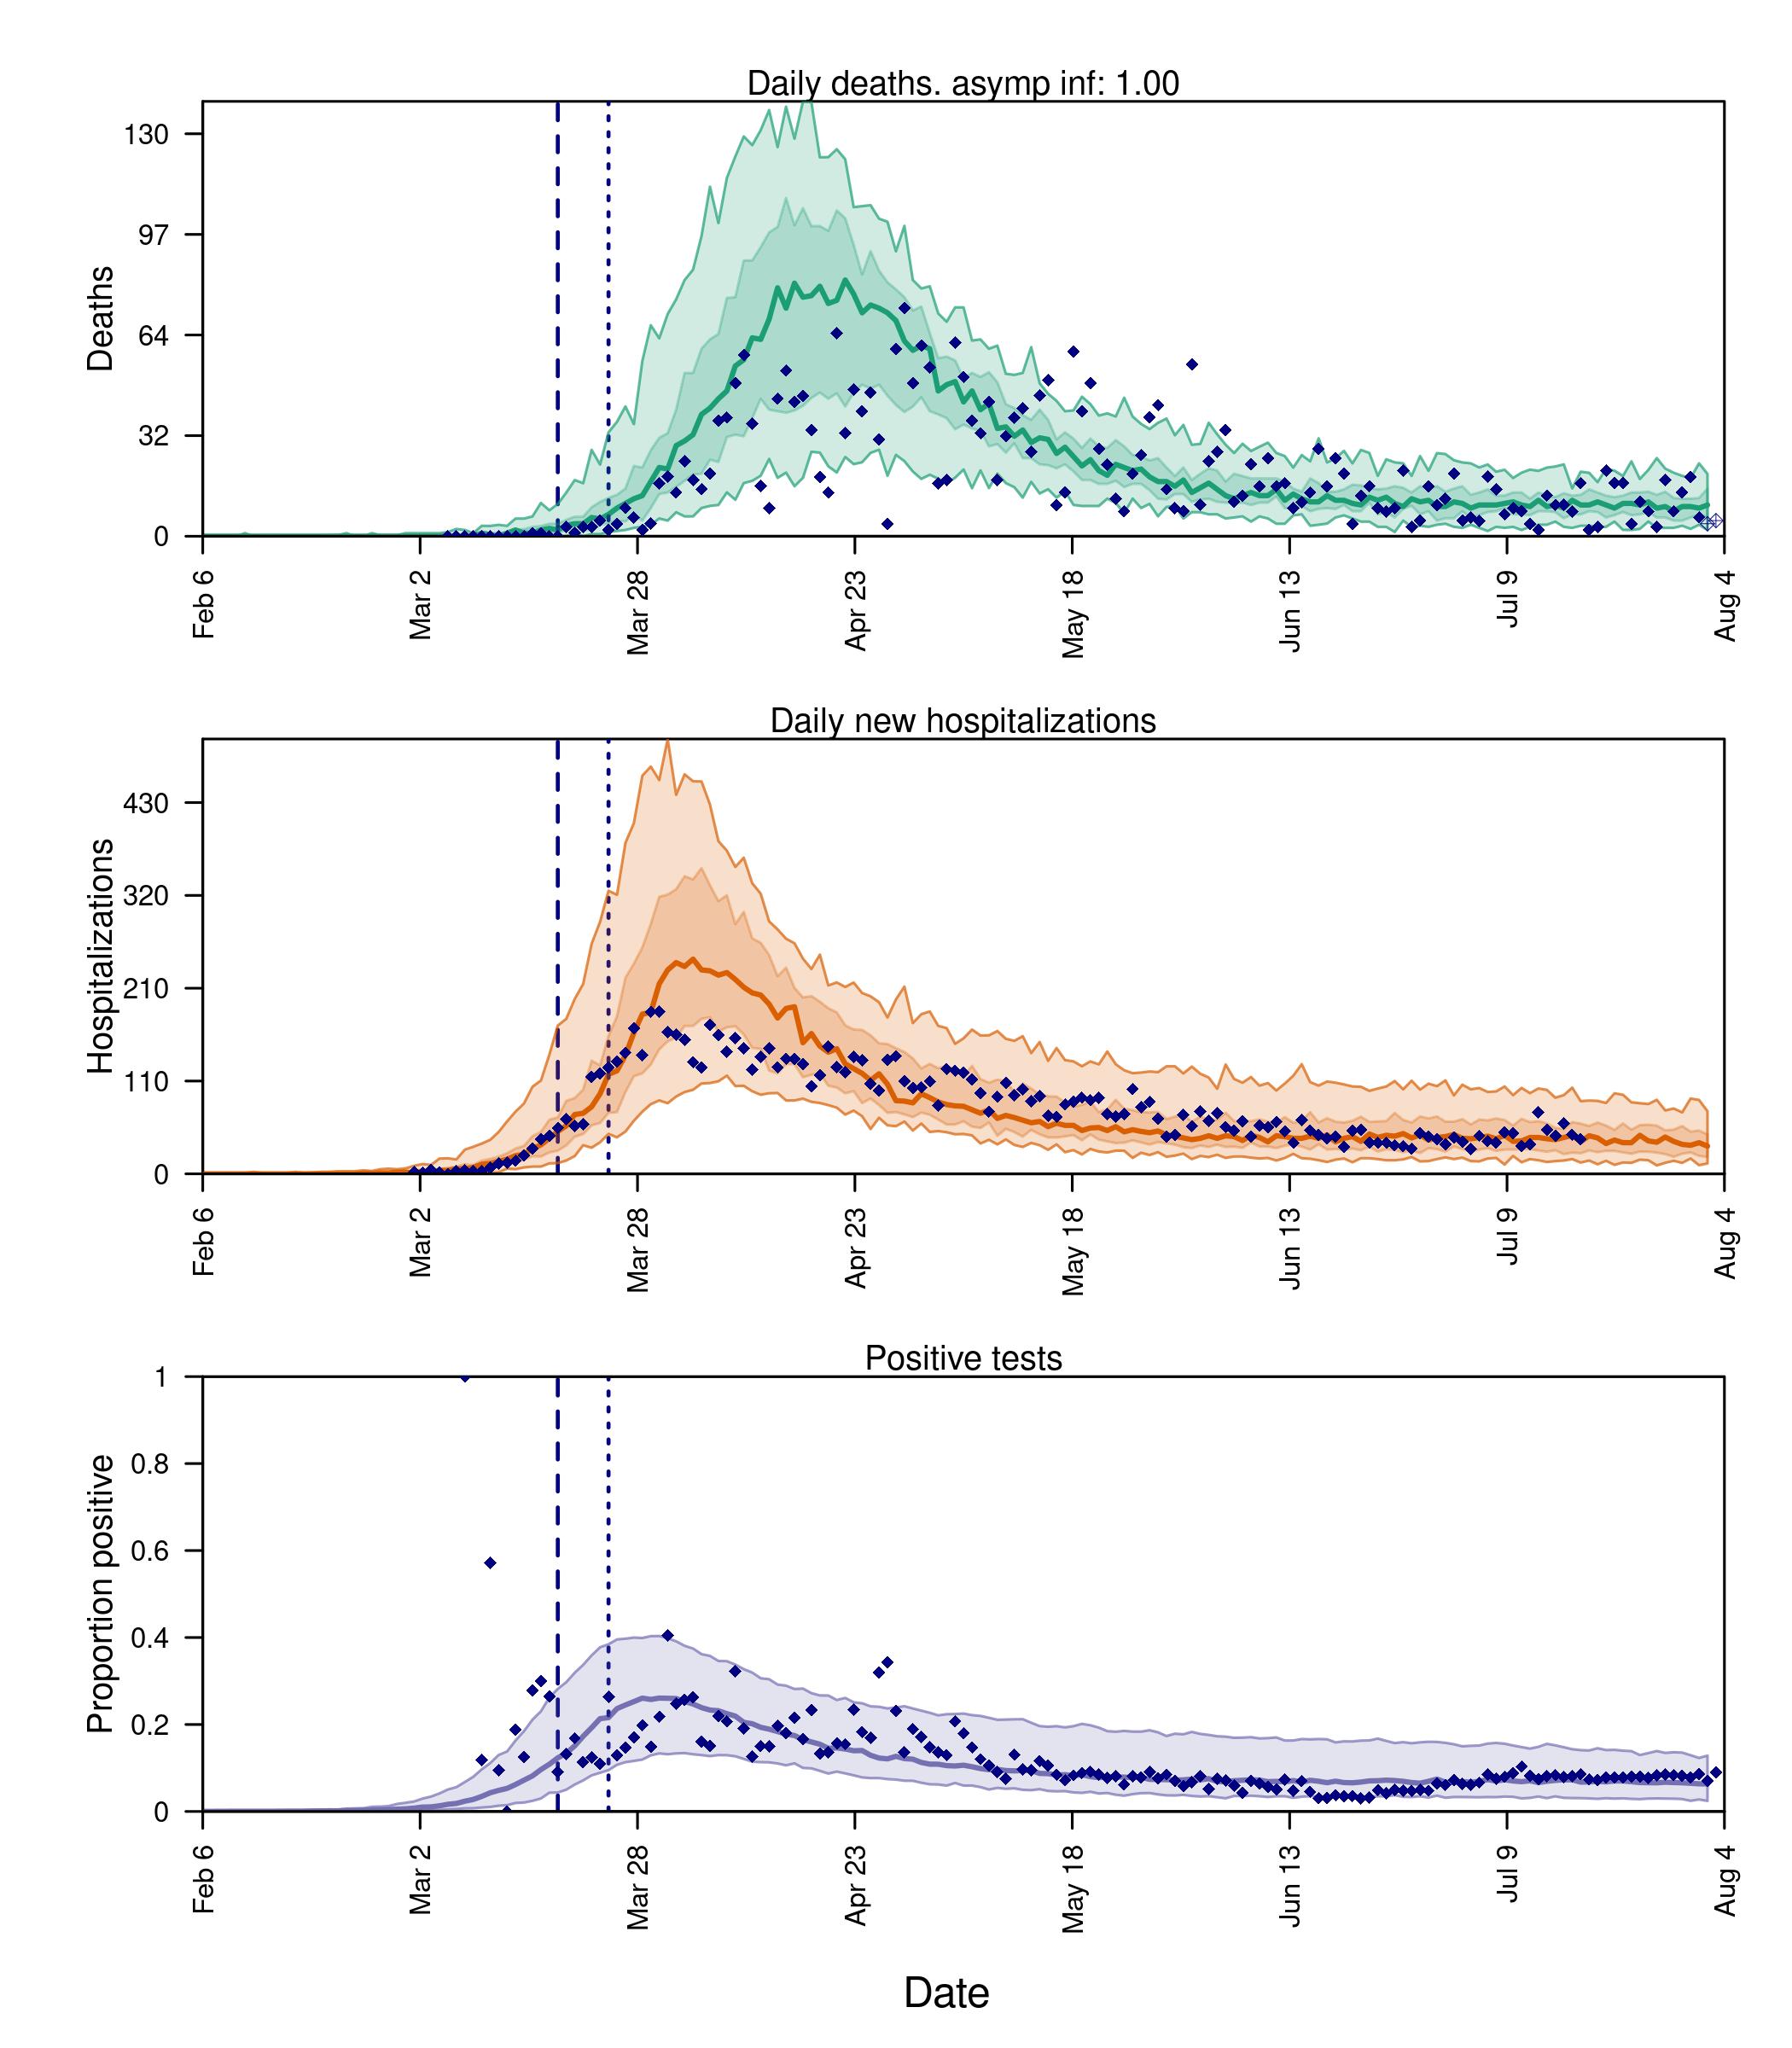 Daily deaths. asymp inf: 1.00
Deaths
130
97
64
32
0
Feb 6
Mar 2
Mar 28
Apr 23
May 18
Jun 13
Jul 9
Aug 4
Daily new hospitalizations
Hospitalizations
430
320
210
110
0
Feb 6
Mar 2
Mar 28
Apr 23
May 18
Jun 13
Jul 9
Aug 4
Positive tests
Proportion positive
1
0.8
0.6
0.4
0.2
0
Feb 6
Mar 2
Mar 28
Apr 23
May 18
Jun 13
Jul 9
Aug 4
Date